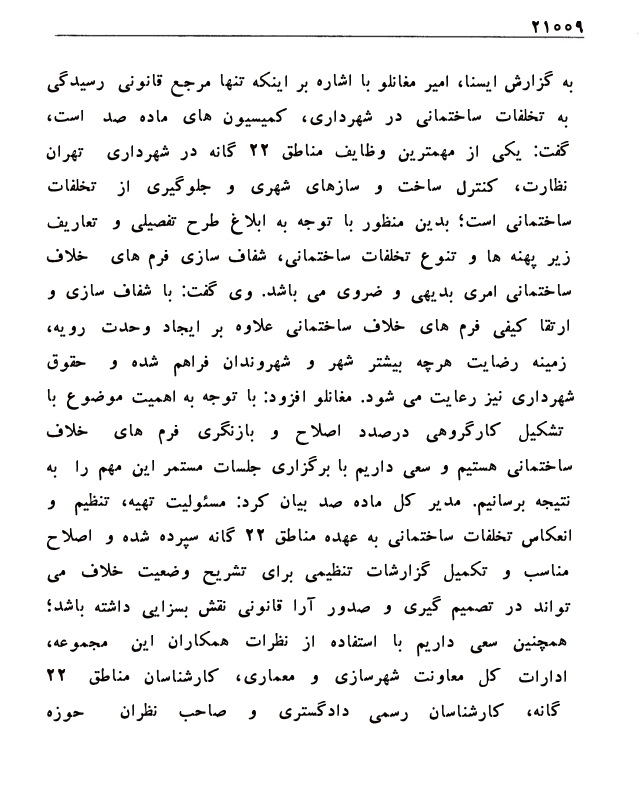 ۲۱۰۰۹
به گزارش ایسنا، امیر مغانلو با اشاره بر اینکه تنها مرجع قانونی رسیدگی
به تخلفات ساختمانی در شهرداری، کمیسیون های ماده صد است،
گفت: یکی از مهمترین وظایف مناطق ۲۲ گانه در شهرداری تهران
نظارت، کنترل ساخت و سازهای شهری و جلوگیری از تخلفات
ساختمانی است؛ بدین منظور با توجه به ابلاغ طرح تفصیلی و تعاریف
زیر پهنه ها و تنوع تخلفات ساختمانی، شفاف سازی فرم های خلاف
ساختمانی امری بدیهی و ضروی می باشد. وی گفت: با شفاف سازی و
ارتقا کیفی فرم های خلاف ساختمانی علاوه بر ایجاد وحدت رویه،
زمینه رضایت هرچه بیشتر شهر و شهروندان فراهم شده و حقوق
شهرداری نیز رعایت می شود. مغانلو افزود: با توجه به اهمیت موضوع با
تشکیل کارگروهی درصدد اصلاح و بازنگری فرم های خلاف
ساختمانی هستیم و سعی داریم با برگزاری جلسات مستمر این مهم را به
نتیجه برسانیم. مدیر کل ماده صد بیان کرد: مسئولیت تهیه، تنظیم و
انعکاس تخلفات ساختمانی به عهده مناطق ۲۲ گانه سپرده شده و اصلاح
مناسب و تکمیل گزارشات تنظیمی برای تشریح وضعیت خلاف می
تواند در تصمیم گیری و صدور آرا قانونی نقش بسزایی داشته باشد؛
همچنین سعی داریم با استفاده از نظرات همکاران این مجموعه،
ادارات کل معاونت شهرسازی و معماری، کارشناسان مناطق ۲۲
گانه، کارشناسان رسمی دادگستری و صاحب نظران حوزه